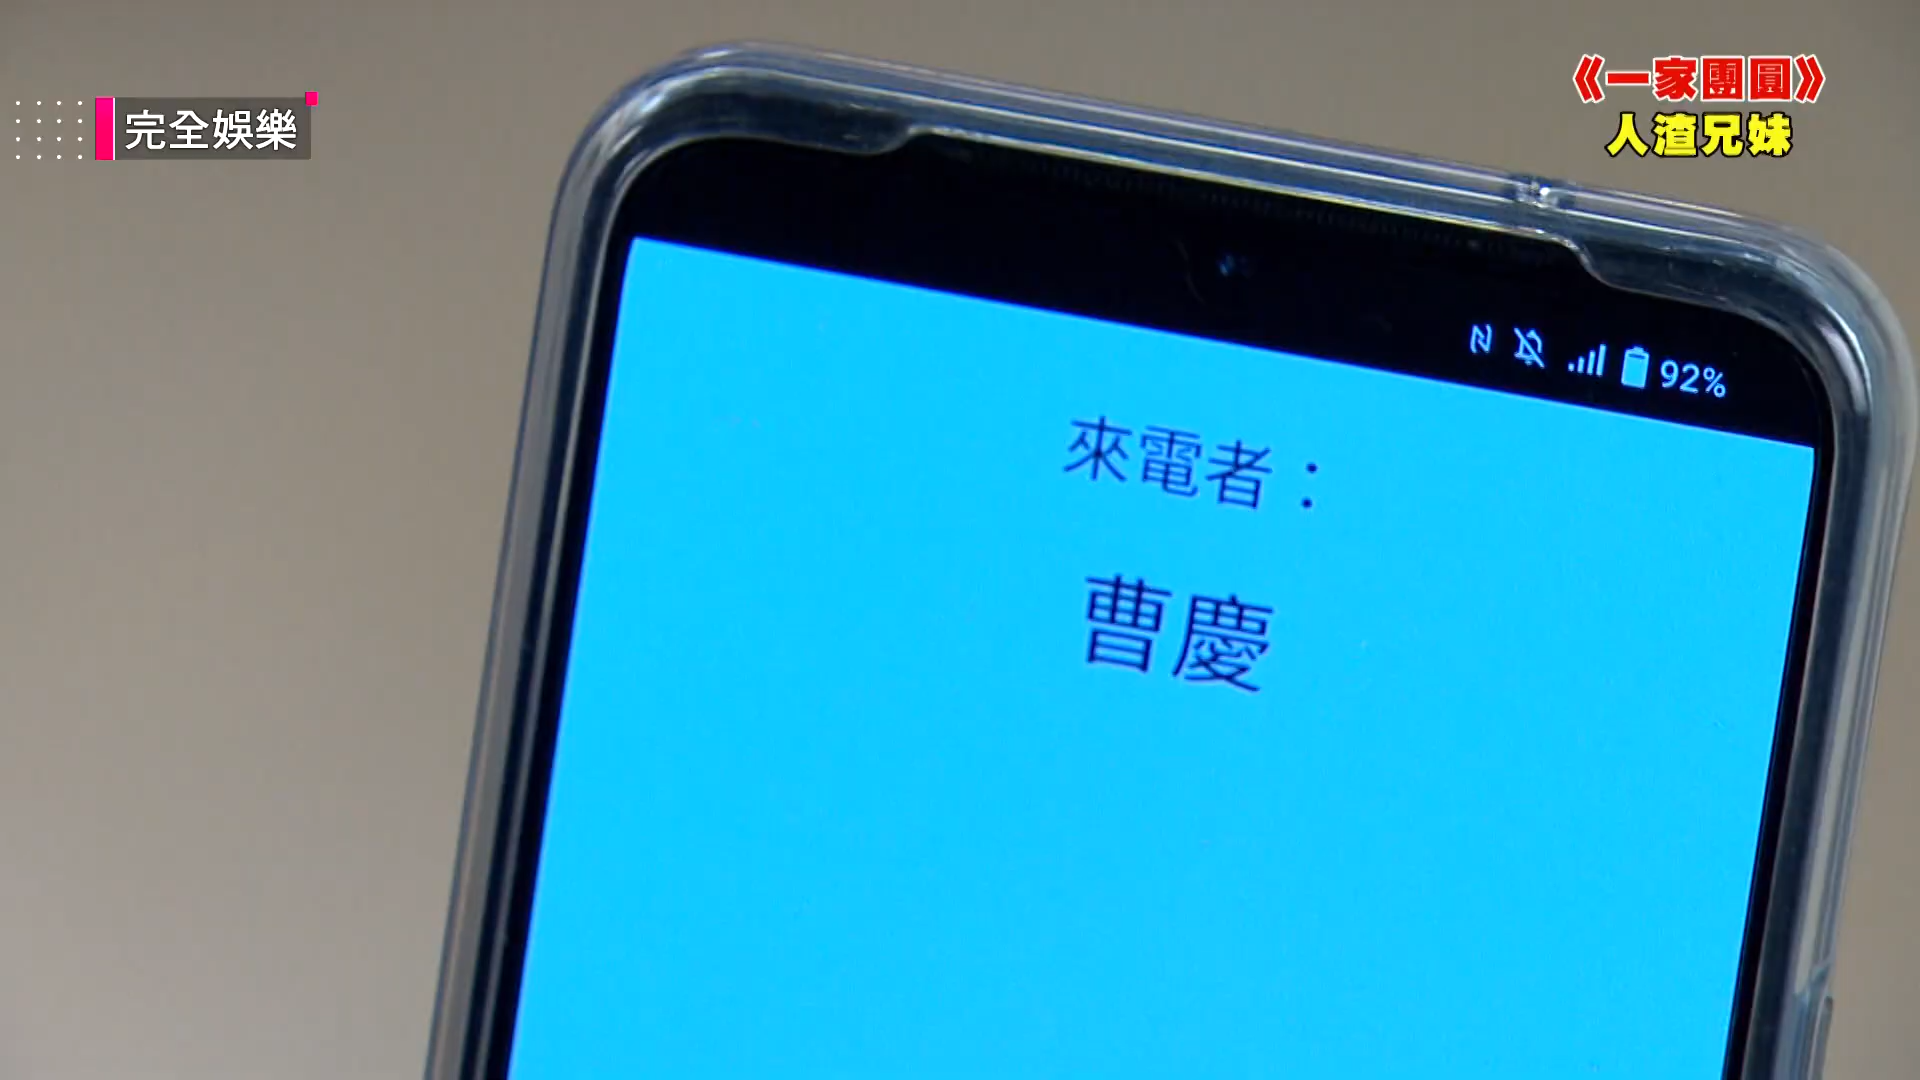 完全娛樂
《一家團圓》
人渣兄妹
92%
來電者：
曹慶